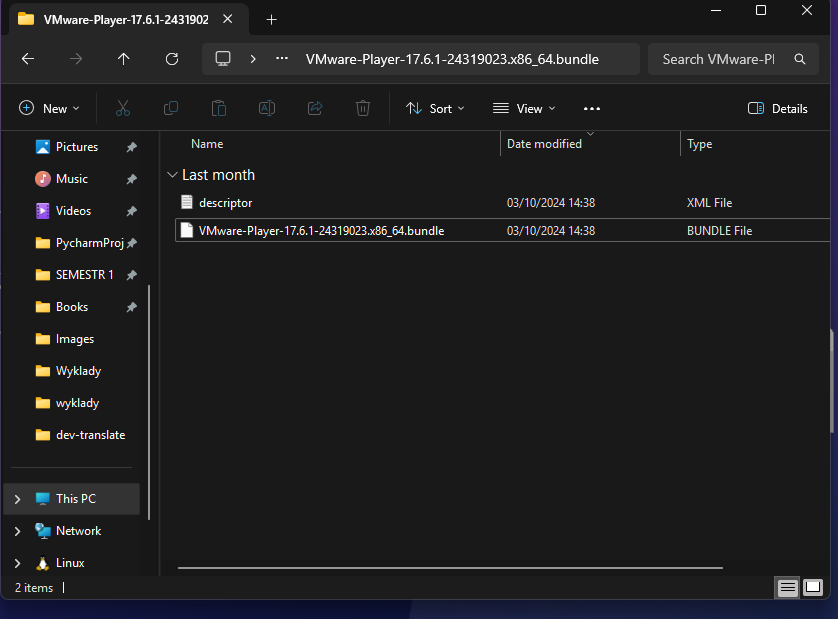 VMware-Player-17.6.1-2431902
VMware-Player-17.6.1-24319023.x86_64.bundle
Search VMware-Pl
New
Sort
View
Details
Name
Date modified
Type
Pictures
Music
Videos
PycharmProj
SEMESTR 1
Books
Images
Wyklady
wyklady
dev-translate
This PC
Network
Linux
Last month
descriptor 03/10/2024 14:38 XML File
VMware-Player-17.6.1-24319023.x86_64.bundle 03/10/2024 14:38 BUNDLE File
2 items